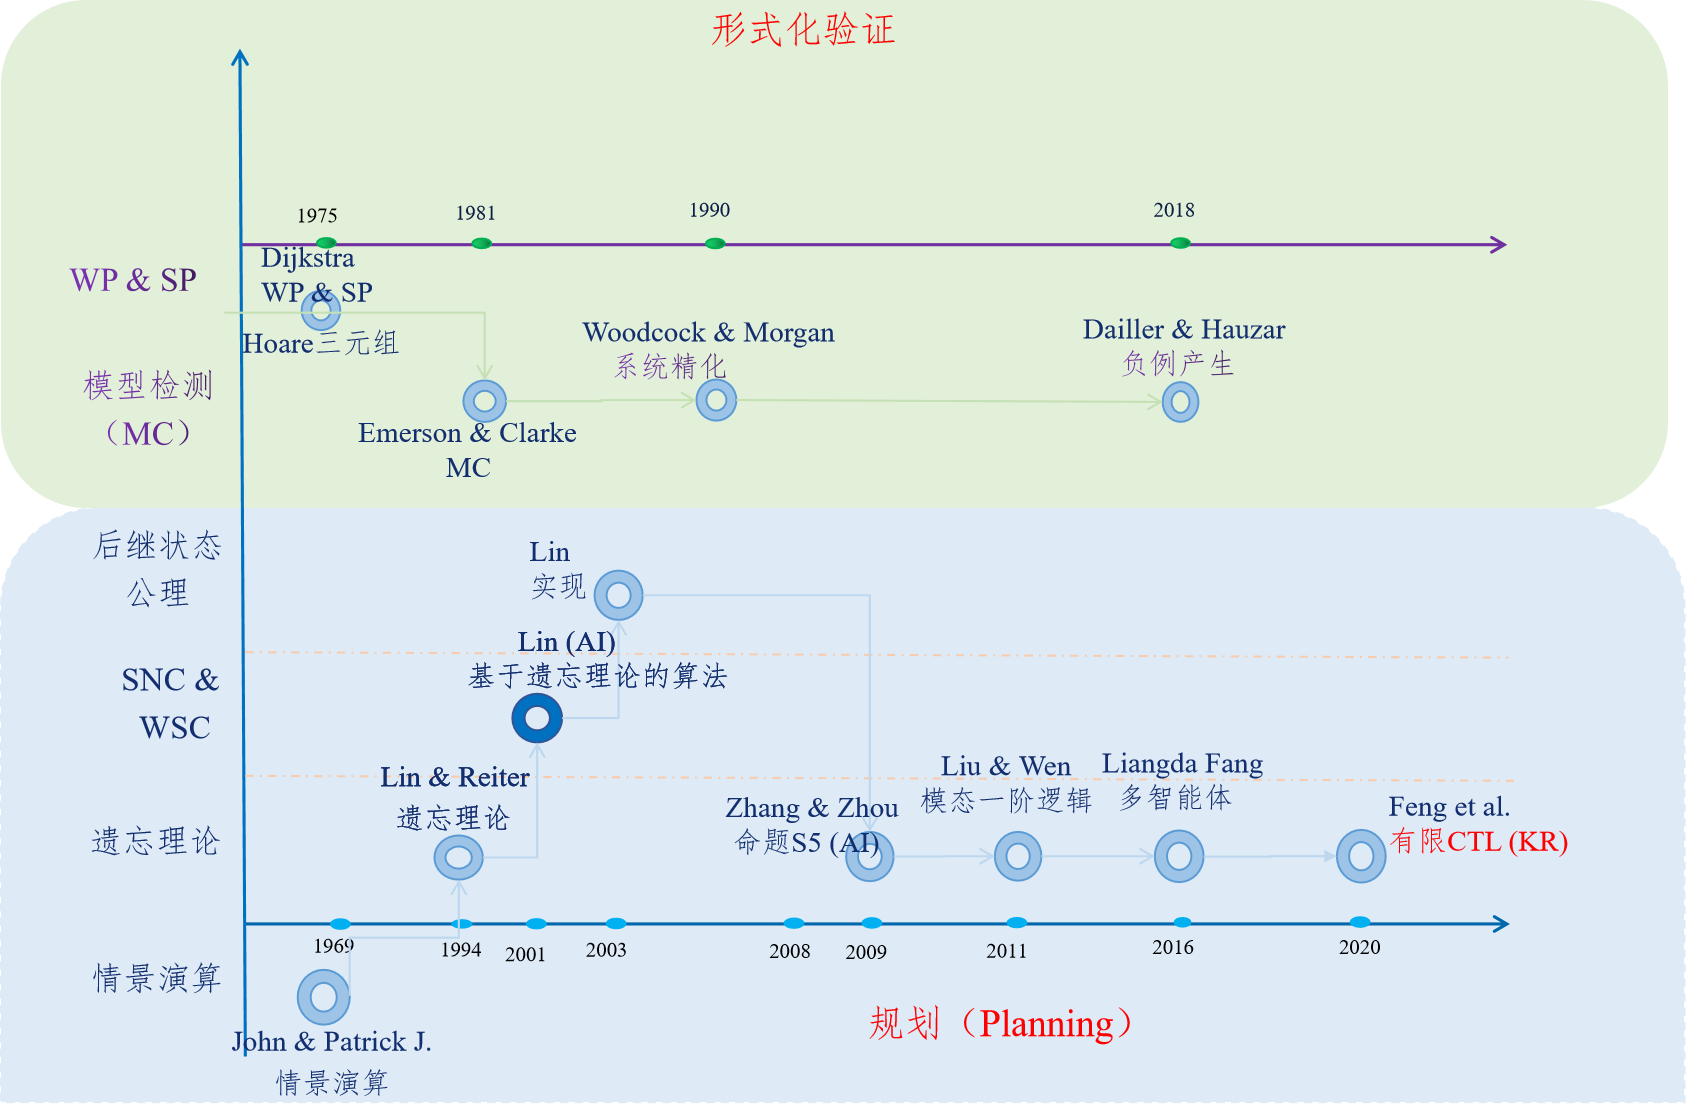 形式化验证
1975
1981
1990
2018
Dijkstra
WP & SP
WP & SP
Hoare三元组
Woodcock & Morgan
系统精化
Dailler & Hauzar
负例产生
模型检测
（MC）
Emerson & Clarke
MC
后继状态
公理
Lin
实现
Lin (AI)
基于遗忘理论的算法
SNC &
WSC
Lin & Reiter
遗忘理论
Zhang & Zhou
命题S5 (AI)
Liu & Wen
模态一阶逻辑
Liangda Fang
多智能体
Feng et al.
有限CTL (KR)
遗忘理论
1969
1994
2001
2003
2008
2009
2011
2016
2020
情景演算
John & Patrick J.
情景演算
规划（Planning）